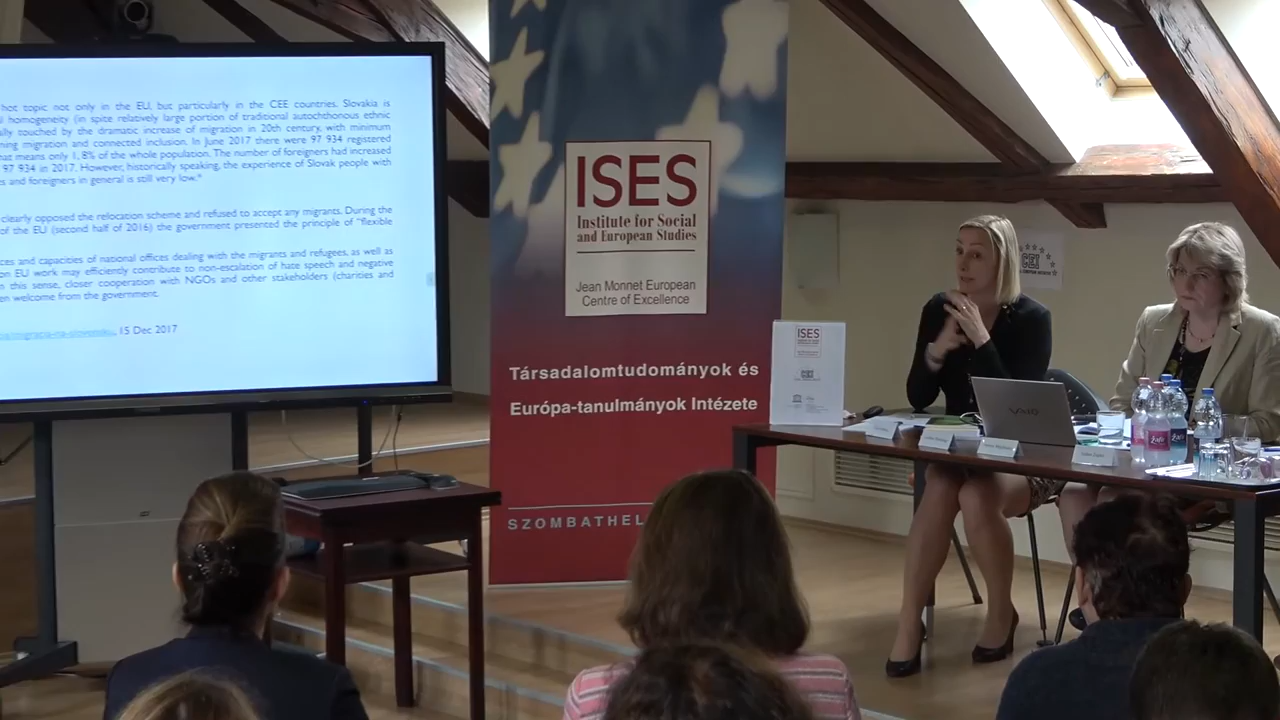 hot topic not only in the EU, but particularly in the CEE countries. Slovakia is
homogeneity (in spite relatively large portion of traditional autochthonous ethnic
ally touched by the dramatic increase of migration in 20th century, with minimum
ning migration and connected inclusion. In June 2017 there were 97 934 registered
hat means only 1,8% of the whole population. The number of foreigners had increased
97 934 in 2017. However, historically speaking, the experience of Slovak people with
es and foreigners in general is still very low."
clearly opposed the relocation scheme and refused to accept any migrants. During the
of the EU (second half of 2016) the government presented the principle of "flexible
ices and capacities of national offices dealing with the migrants and refugees, as well as
on EU work may efficiently contribute to non-escalation of hate speech and negative
n this sense, closer cooperation with NGOs and other stakeholders (charities and
en welcome from the government.
, 15 Dec 2017
ISES
Institute for Social
and European Studies
Jean Monnet European
Centre of Excellence
Társadalomtudományok és
Európa-tanulmányok Intézete
SZOMBATHEL
ISES
CEI
VAIO